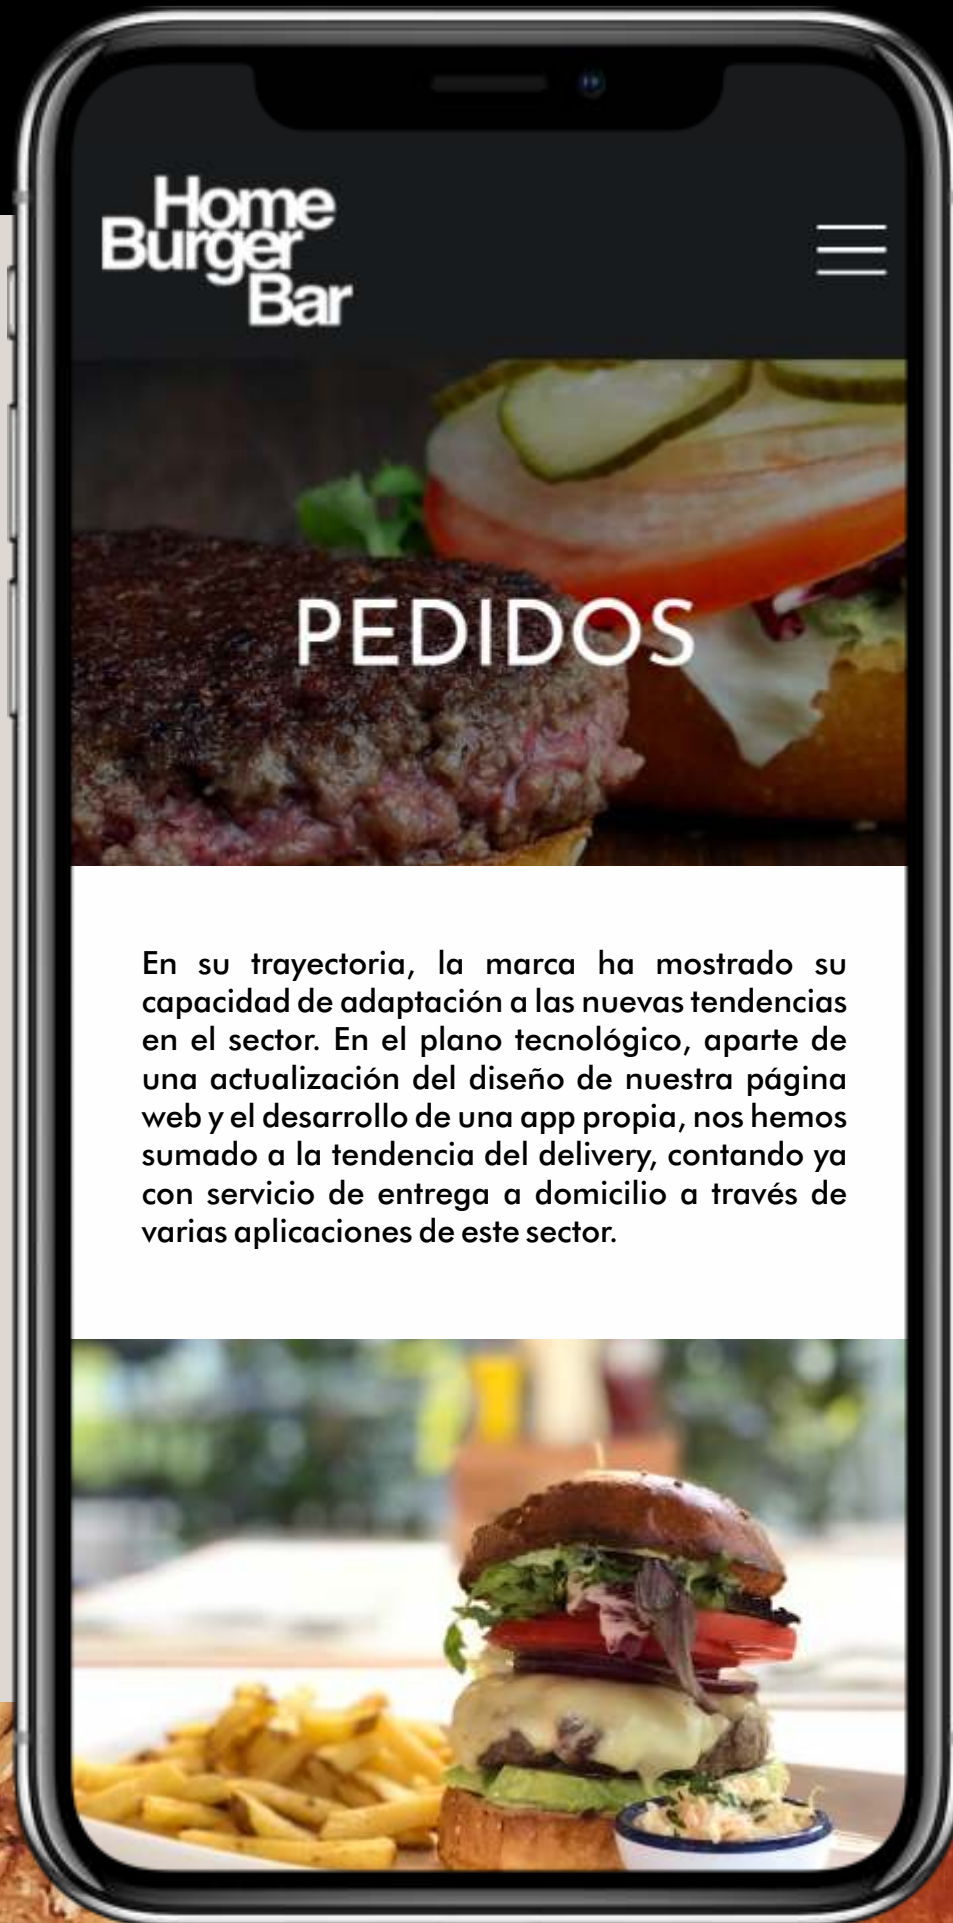 Home
Burger
Bar
PEDIDOS
En su trayectoria, la marca ha mostrado su
capacidad de adaptación a las nuevas tendencias
en el sector. En el plano tecnológico, aparte de
una actualización del diseño de nuestra página
web y el desarrollo de una app propia, nos hemos
sumado a la tendencia del delivery, contando ya
con servicio de entrega a domicilio a través de
varias aplicaciones de este sector.